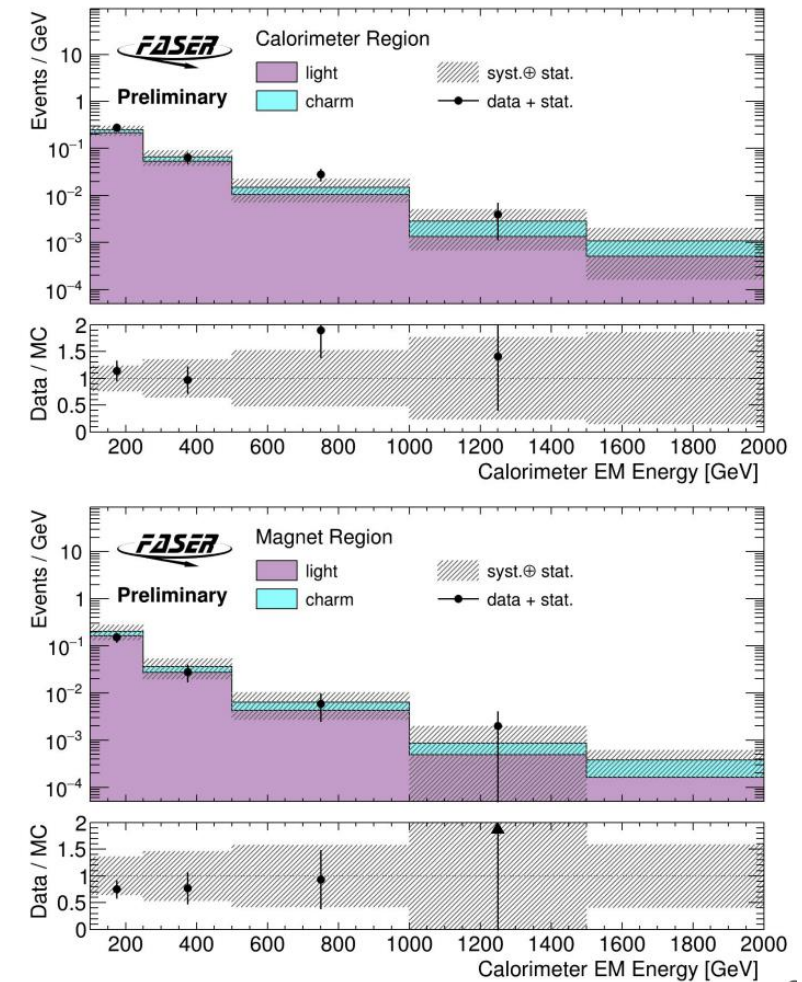 Events / GeV
FASER
Preliminary
Calorimeter Region
light
syst.⊕ stat.
charm
data + stat.
10
1
10⁻¹
10⁻²
10⁻³
10⁻⁴
Data / MC
2
1.5
1
0.5
0
200 400 600 800 1000 1200 1400 1600 1800 2000
Calorimeter EM Energy [GeV]
Events / GeV
FASER
Preliminary
Magnet Region
light
syst.⊕ stat.
charm
data + stat.
10
1
10⁻¹
10⁻²
10⁻³
10⁻⁴
Data / MC
2
1.5
1
0.5
0
200 400 600 800 1000 1200 1400 1600 1800 2000
Calorimeter EM Energy [GeV]